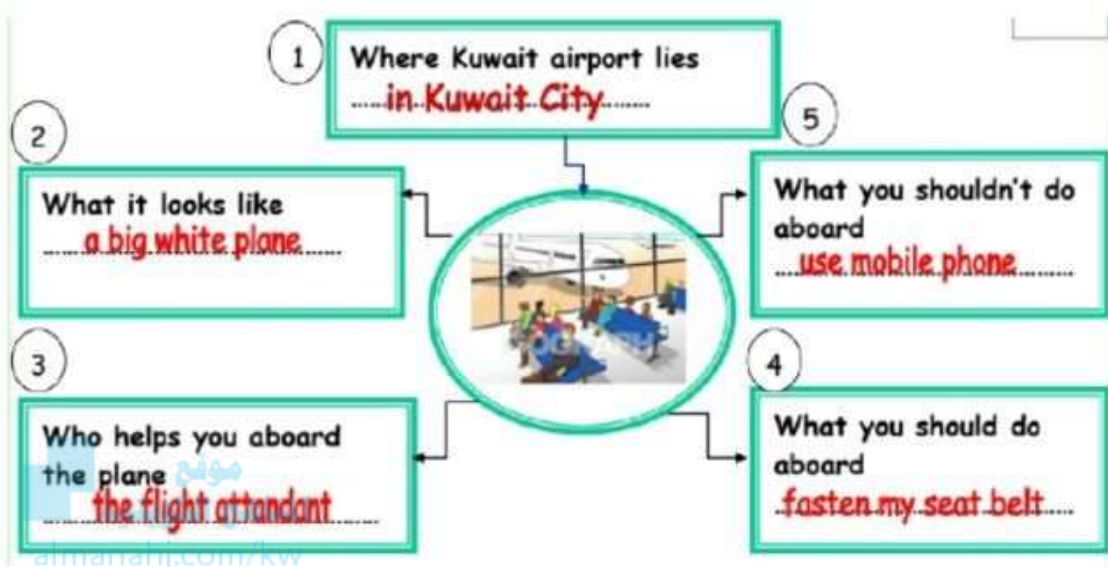 1
Where Kuwait airport lies
in Kuwait City
2
What it looks like
a big white plane
3
Who helps you aboard
the plane
the flight attandant
4
What you should do
aboard
fasten my seat belt
5
What you shouldn't do
aboard
use mobile phone
موقع
almanahj.com/kw